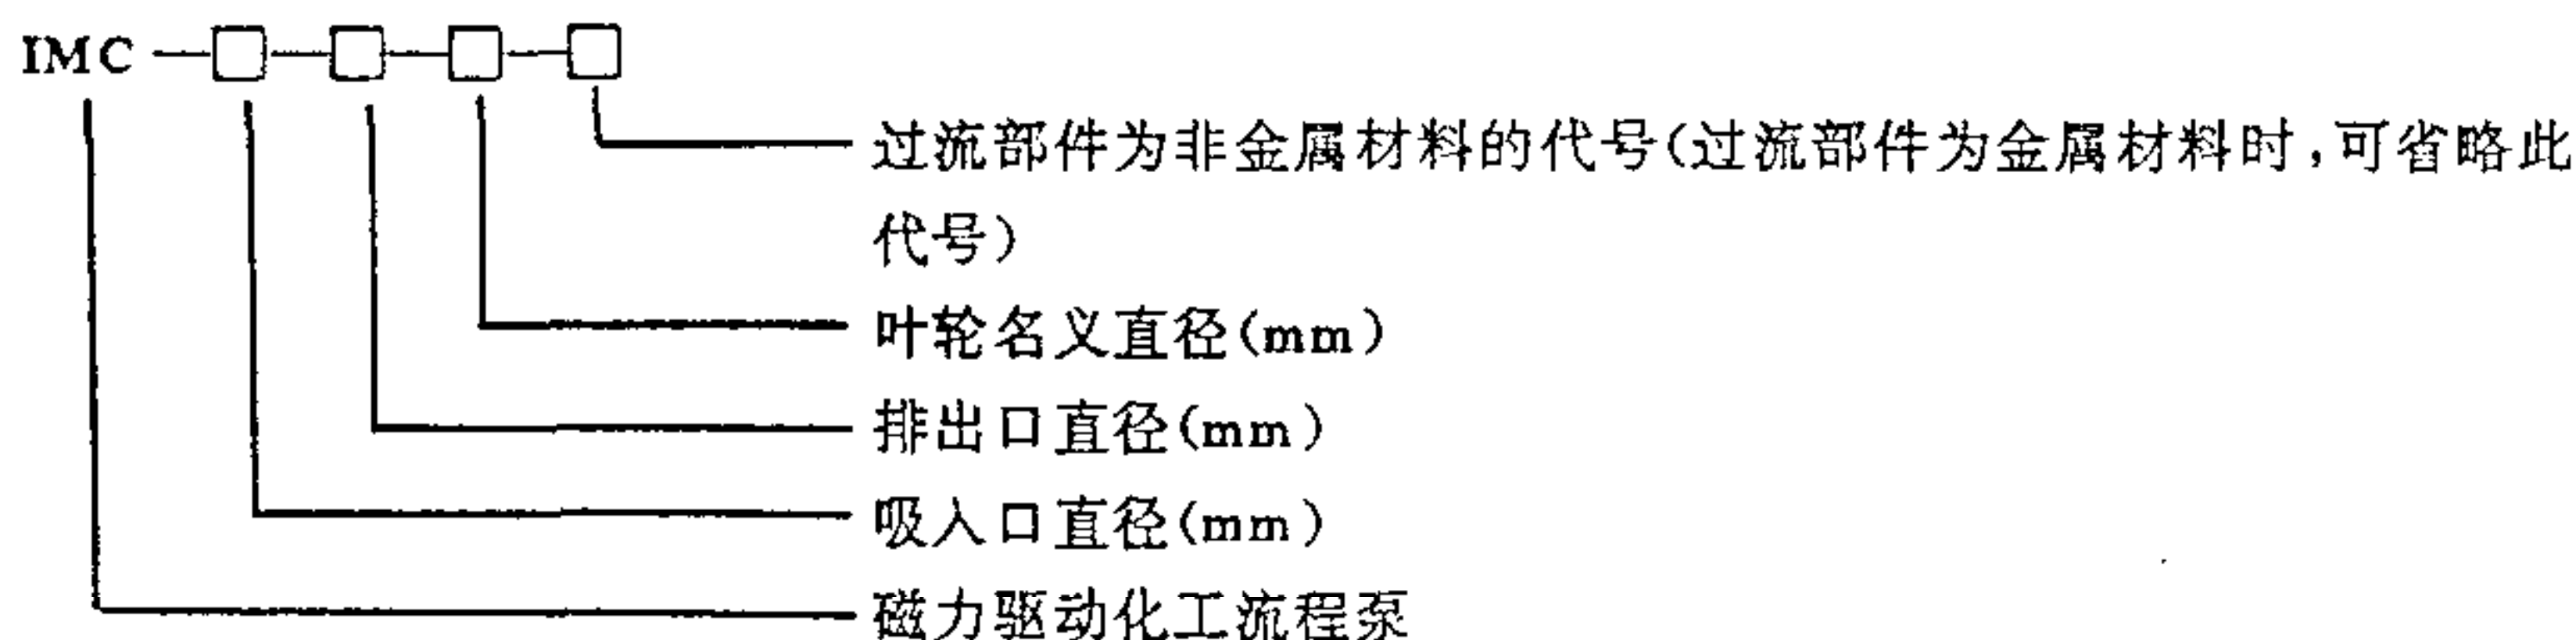 IMC—□—□—□—□
过流部件为非金属材料的代号(过流部件为金属材料时,可省略此
代号)
叶轮名义直径(mm)
排出口直径(mm)
吸入口直径(mm)
磁力驱动化工流程泵